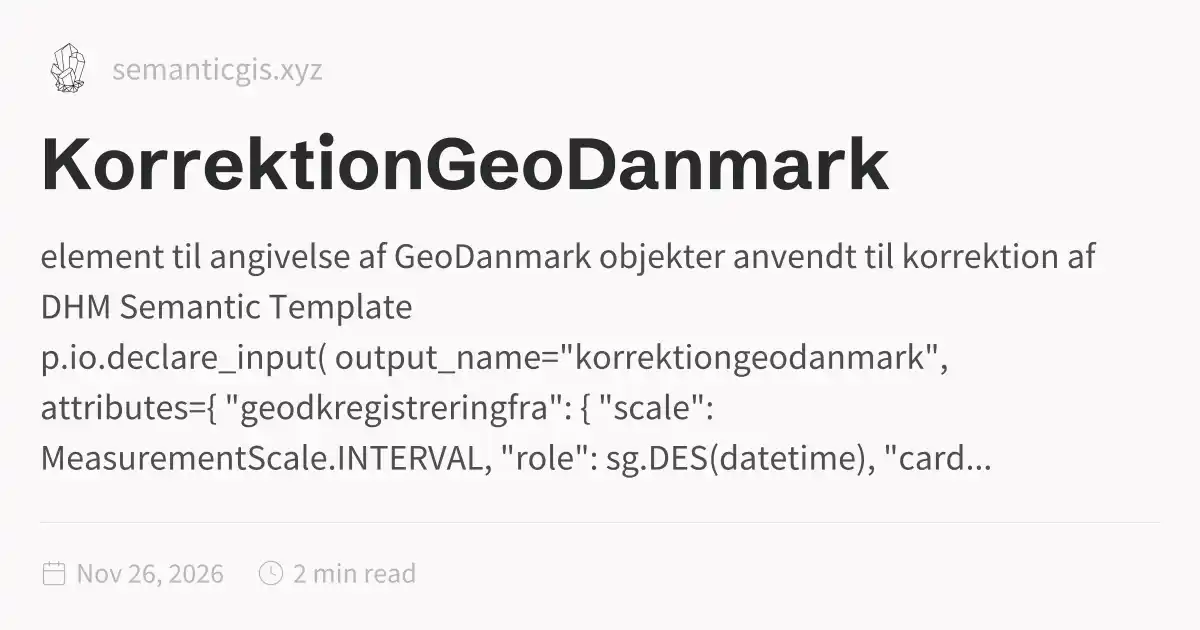 semanticgis.xyz
KorrektionGeoDanmark
element til angivelse af GeoDanmark objekter anvendt til korrektion af
DHM Semantic Template
p.io.declare_input( output_name="korrektiongeodanmark",
attributes={ "geodkregistreringfra": { "scale":
MeasurementScale.INTERVAL, "role": sg.DES(datetime), "card...
Nov 26, 2026 2 min read